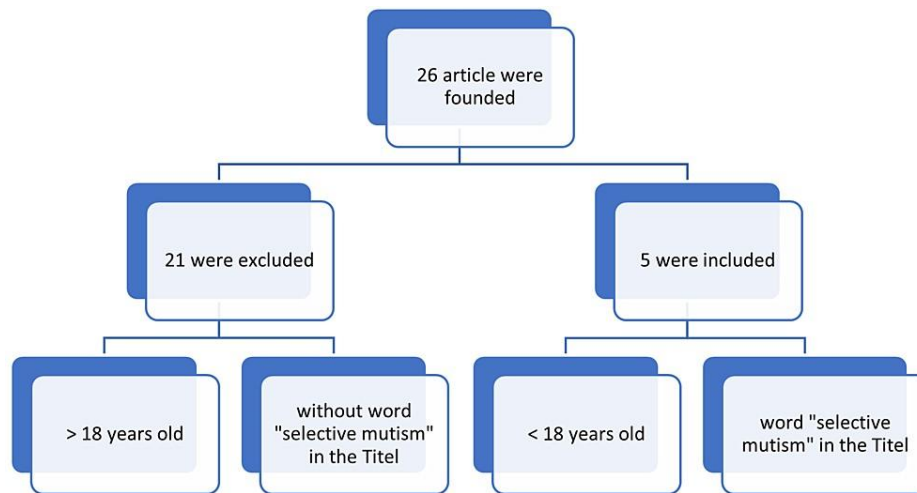 26 article were
founded
21 were excluded
5 were included
> 18 years old
without word
"selective mutism"
in the Titel
< 18 years old
word "selective
mutism" in the Titel